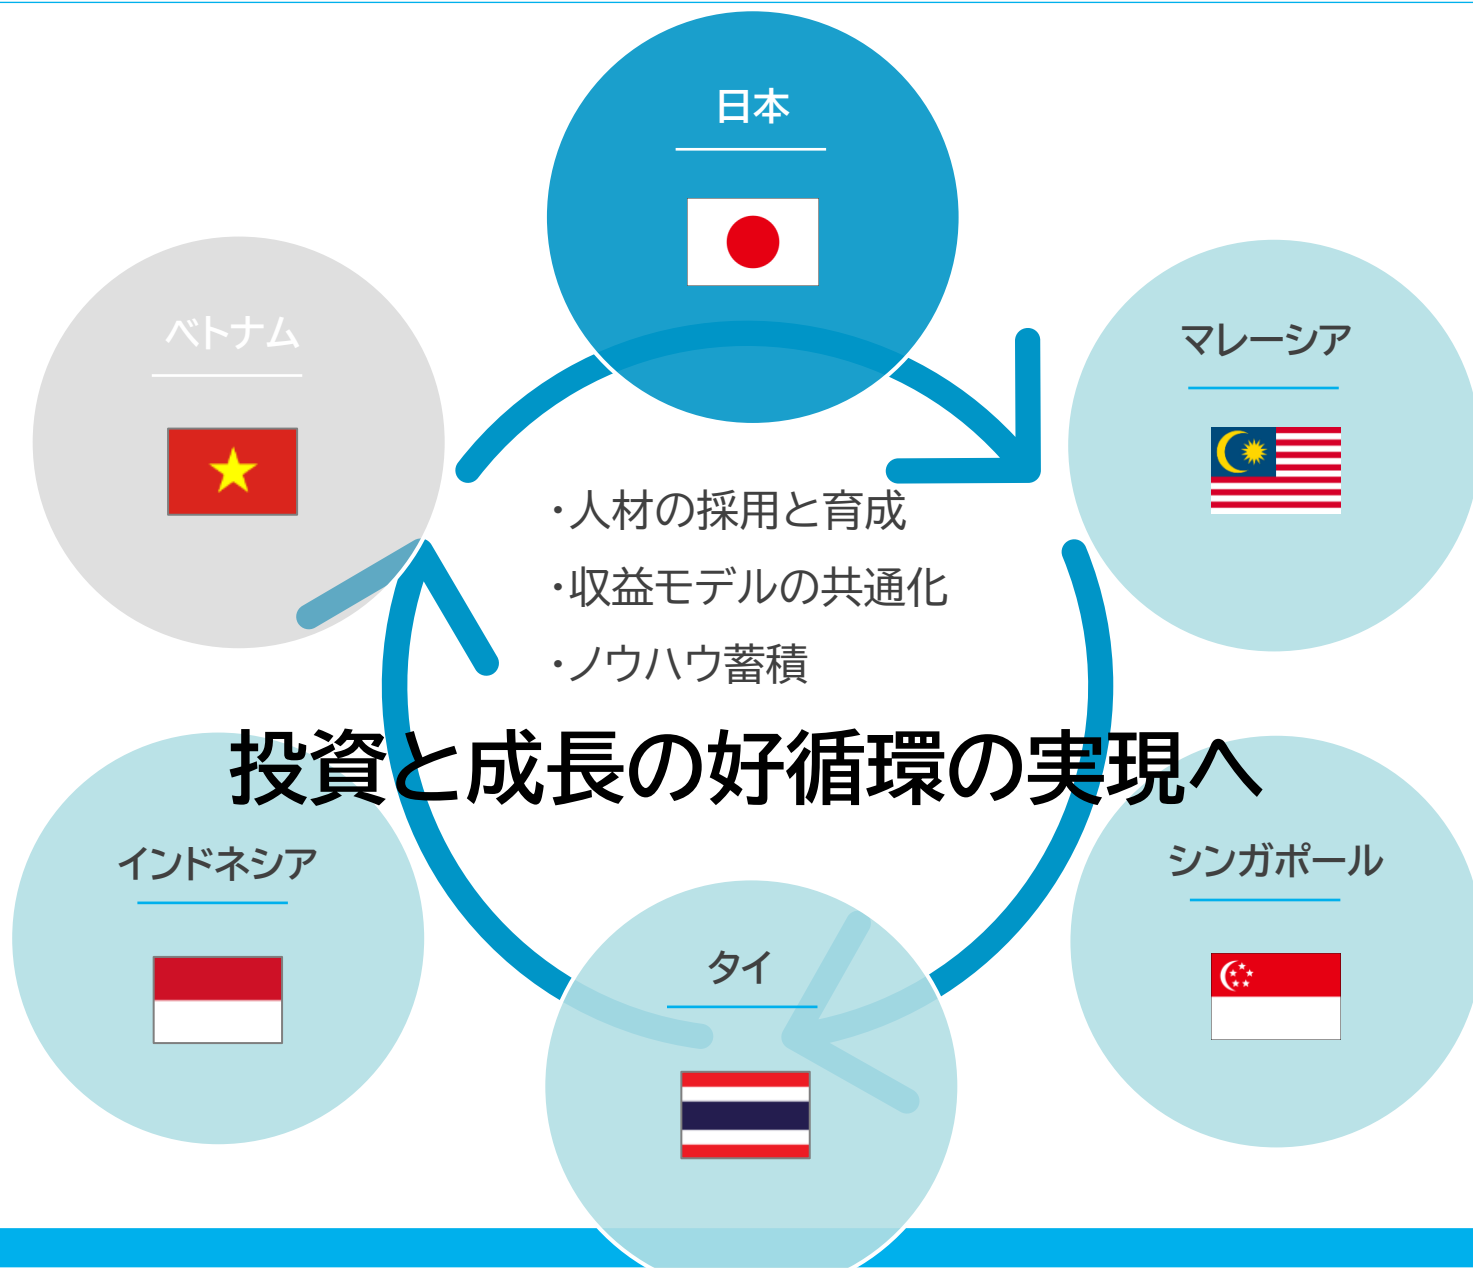 日本
ベトナム
マレーシア
・人材の採用と育成
・収益モデルの共通化
・ノウハウ蓄積
投資と成長の好循環の実現へ
インドネシア
シンガポール
タイ